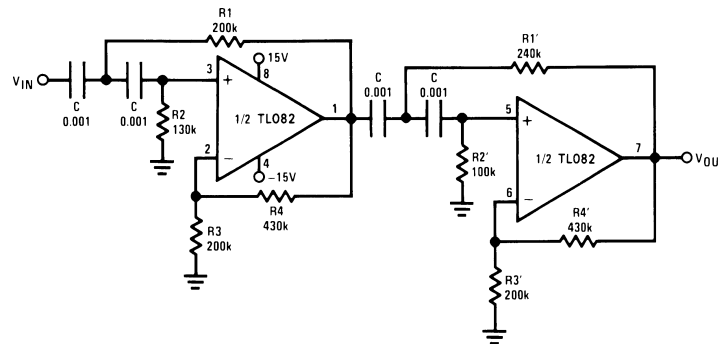 R1
200k
R1'
240k
15V
8
VIN
3
+
C
0.001
C
0.001
R2
130k
1/2 TL082
1
C
0.001
C
0.001
5
+
2
−
4
−15V
R2'
100k
1/2 TL082
7
VOU
6
−
R4
430k
R3
200k
R4'
430k
R3'
200k